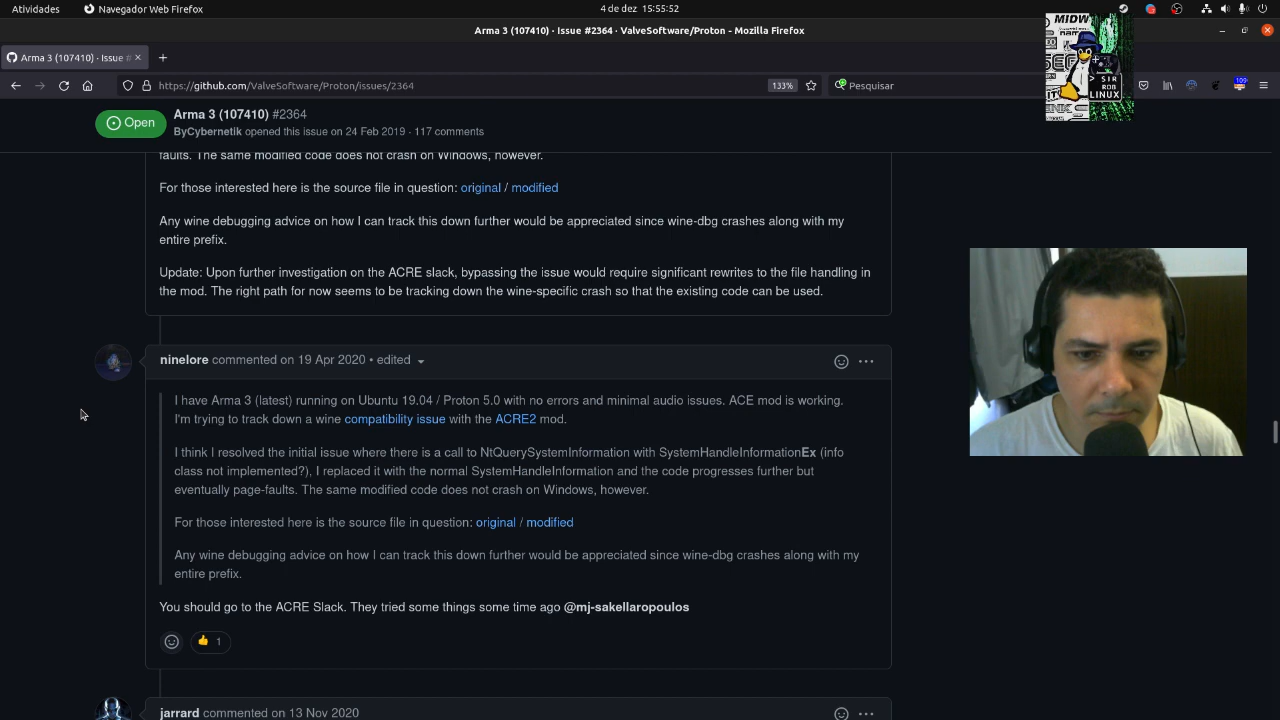 Atividades
Navegador Web Firefox
4 de dez 15:55:52
Arma 3 (107410) · Issue #2364 · ValveSoftware/Proton - Mozilla Firefox
Arma 3 (107410) · Issue #
https://github.com/ValveSoftware/Proton/issues/2364
133%
Pesquisar
109
MIDW
> SIR
ROB
LINUX
Open
Arma 3 (107410) #2364
ByCybernetik opened this issue on 24 Feb 2019 · 117 comments
faults. The same modified code does not crash on Windows, however.
For those interested here is the source file in question: original / modified
Any wine debugging advice on how I can track this down further would be appreciated since wine-dbg crashes along with my
entire prefix.
Update: Upon further investigation on the ACRE slack, bypassing the issue would require significant rewrites to the file handling in
the mod. The right path for now seems to be tracking down the wine-specific crash so that the existing code can be used.
ninelore commented on 19 Apr 2020 • edited
I have Arma 3 (latest) running on Ubuntu 19.04 / Proton 5.0 with no errors and minimal audio issues. ACE mod is working.
I'm trying to track down a wine compatibility issue with the ACRE2 mod.
I think I resolved the initial issue where there is a call to NtQuerySystemInformation with SystemHandleInformationEx (info
class not implemented?), I replaced it with the normal SystemHandleInformation and the code progresses further but
eventually page-faults. The same modified code does not crash on Windows, however.
For those interested here is the source file in question: original / modified
Any wine debugging advice on how I can track this down further would be appreciated since wine-dbg crashes along with my
entire prefix.
You should go to the ACRE Slack. They tried some things some time ago @mj-sakellaropoulos
1
jarrard commented on 13 Nov 2020